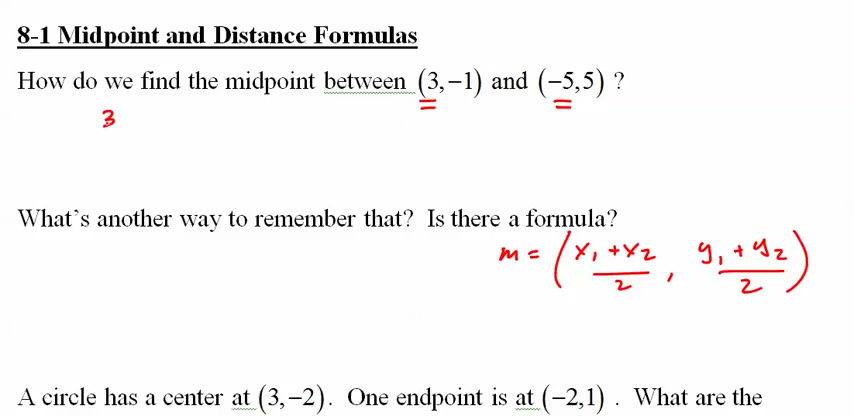 8-1 Midpoint and Distance Formulas
How do we find the midpoint between (3,−1) and (−5,5) ?
3
What's another way to remember that?  Is there a formula?
m = (x₁ + x₂ / 2 , y₁ + y₂ / 2)
A circle has a center at (3,−2).  One endpoint is at (−2,1) .  What are the